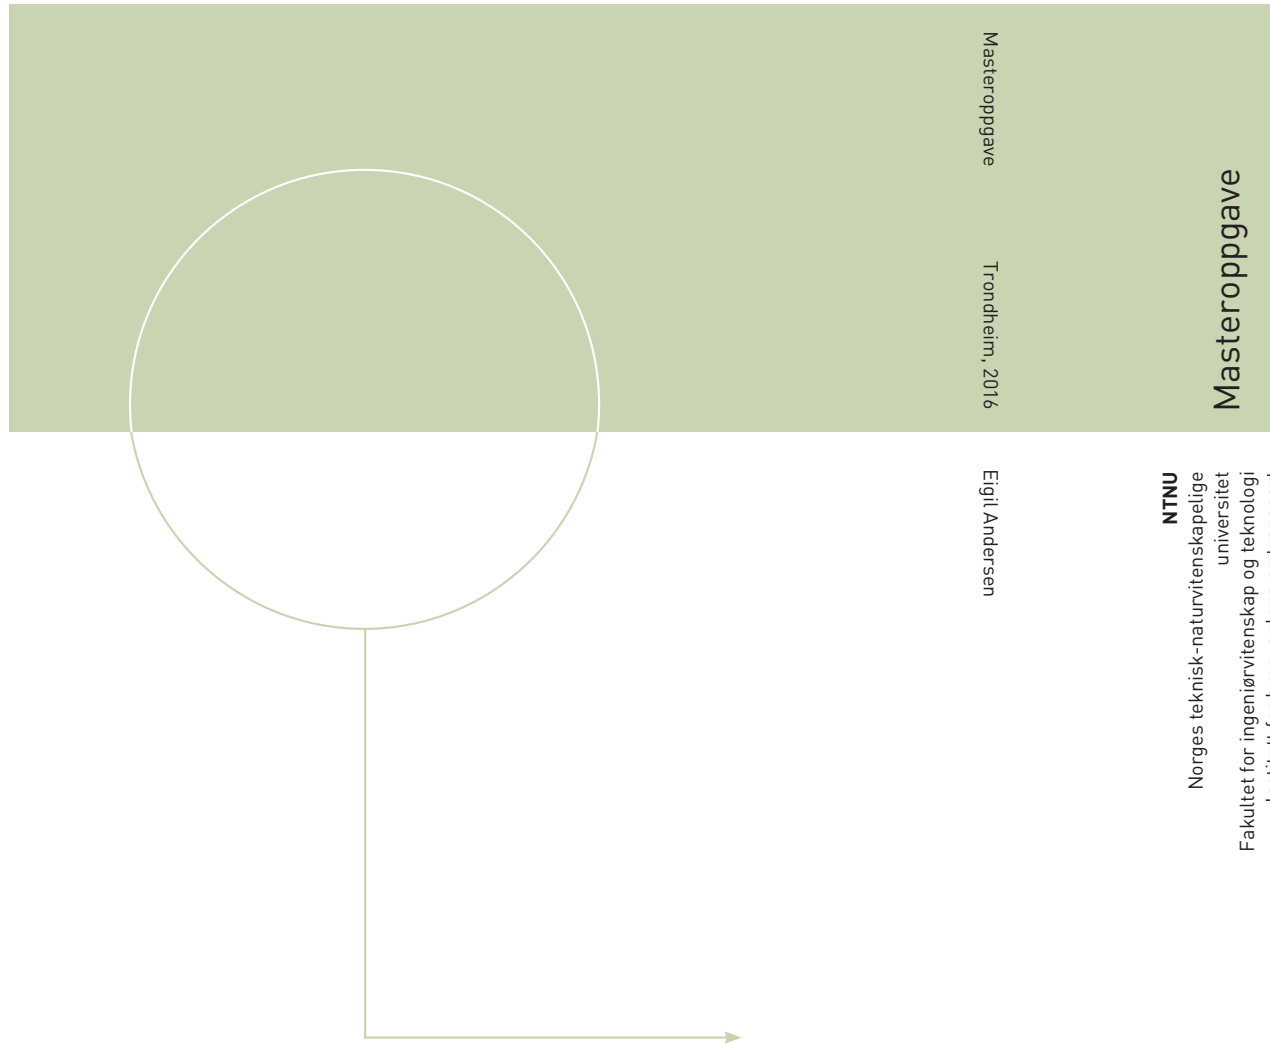 Masteroppgave
Trondheim, 2016
Eigil Andersen
Masteroppgave
NTNU
Norges teknisk-naturvitenskapelige
universitet
Fakultet for ingeniørvitenskap og teknologi